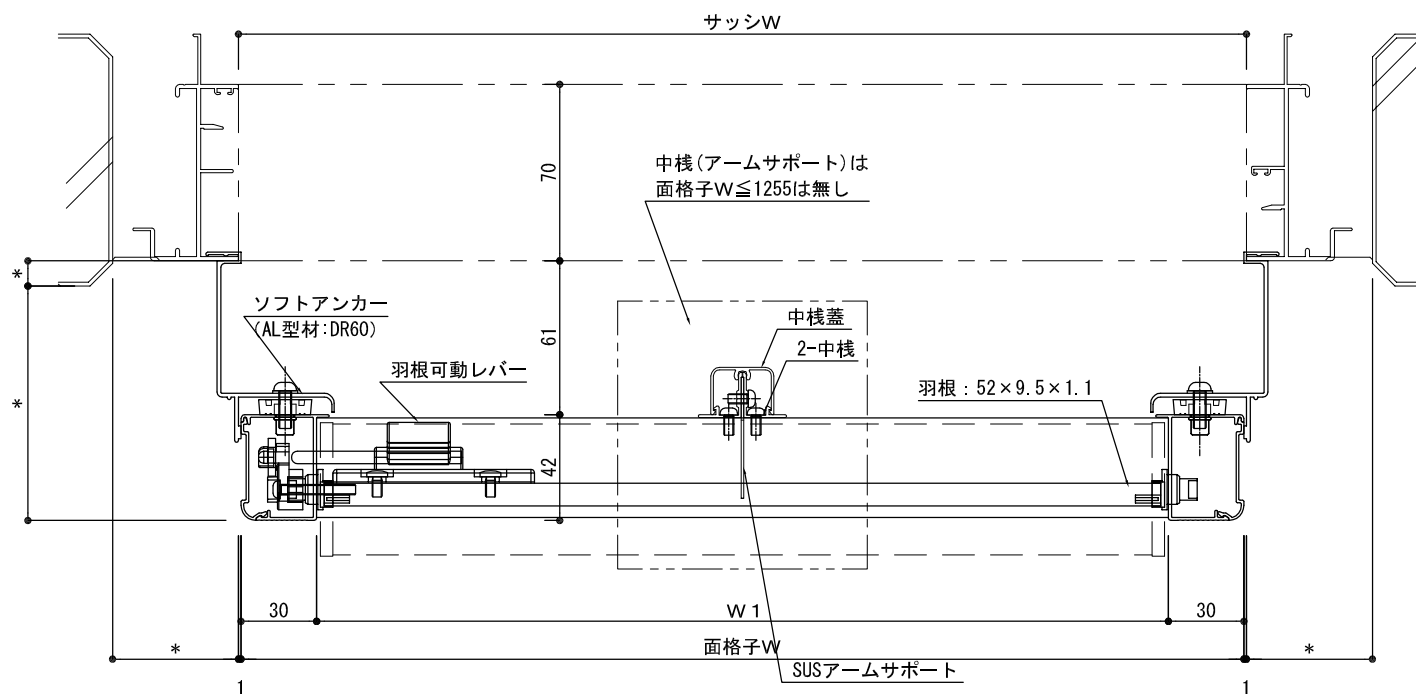 サッシW
70
中桟(アームサポート)は
面格子W≦1255は無し
*
ソフトアンカー
(AL型材:DR60)
61
中桟蓋
2-中桟
羽根可動レバー
羽根：52×9.5×1.1
*
42
30
W1
30
*
面格子W
*
SUSアームサポート
1
1